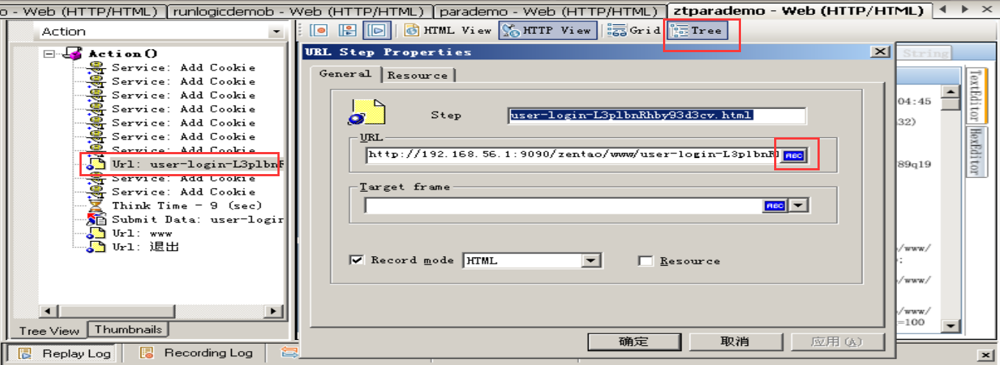 o - Web (HTTP/HTML) runlogicdemob - Web (HTTP/HTML) parademo - Web (HTTP/HTML) ztparademo - Web (HTTP/HTML)
Action HTML View HTTP View Grid Tree
Action()
Service: Add Cookie
Service: Add Cookie
Service: Add Cookie
Service: Add Cookie
Service: Add Cookie
Service: Add Cookie
Service: Add Cookie
Url: user-login-L3plbnR
Service: Add Cookie
Service: Add Cookie
Think Time - 9 (sec)
Submit Data: user-login
Url: www
Url: 退出
Tree View Thumbnails
URL Step Properties
General Resource
Step user-login-L3plbnRhby93d3cv.html
URL
http://192.168.56.1:9090/zentao/www/user-login-L3plbnR ABC
Target frame
ABC
Record mode HTML Resource
确定 取消 应用(A)
String
04:45
32)
89q19
/www/
;
/www/
/www/
=100
TextEditor
HexEditor
Replay Log Recording Log